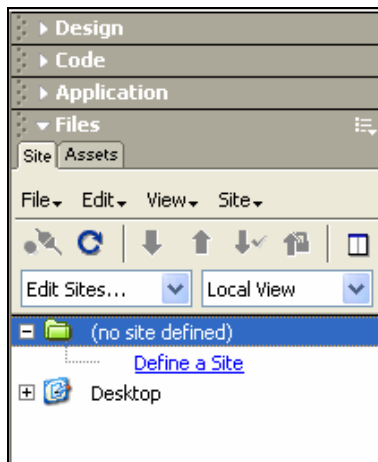 Design
Code
Application
Files
Site Assets
File Edit View Site
Edit Sites... Local View
(no site defined)
Define a Site
Desktop